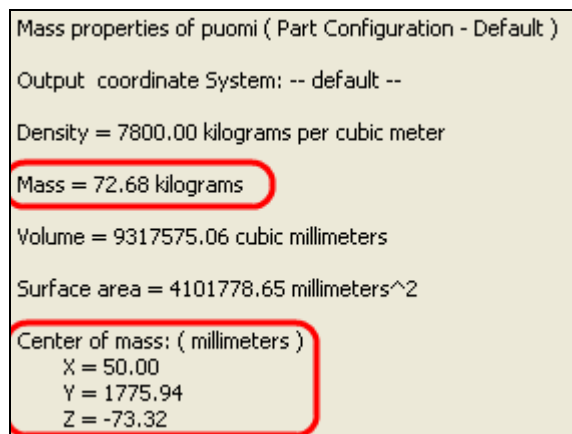 Mass properties of puomi ( Part Configuration - Default )
Output coordinate System: -- default --
Density = 7800.00 kilograms per cubic meter
Mass = 72.68 kilograms
Volume = 9317575.06 cubic millimeters
Surface area = 4101778.65 millimeters^2
Center of mass: ( millimeters )
X = 50.00
Y = 1775.94
Z = -73.32